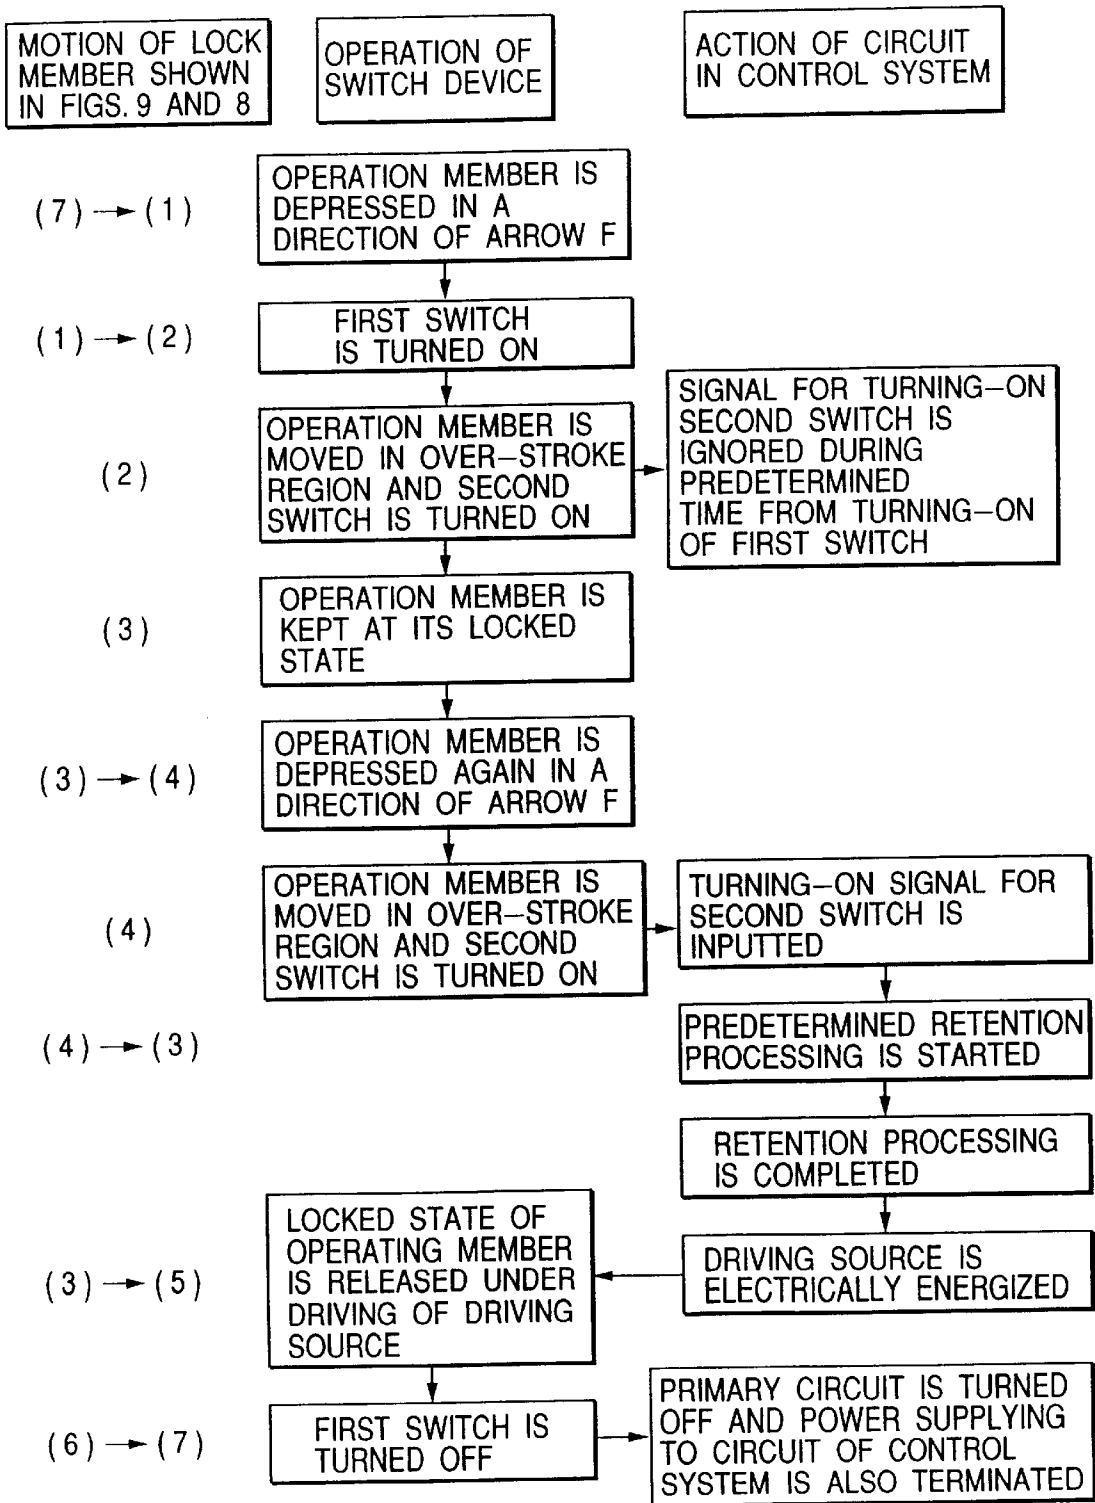 MOTION OF LOCK
MEMBER SHOWN
IN FIGS. 9 AND 8
OPERATION OF
SWITCH DEVICE
ACTION OF CIRCUIT
IN CONTROL SYSTEM
(7) → (1)
OPERATION MEMBER IS
DEPRESSED IN A
DIRECTION OF ARROW F
(1) → (2)
FIRST SWITCH
IS TURNED ON
(2)
OPERATION MEMBER IS
MOVED IN OVER-STROKE
REGION AND SECOND
SWITCH IS TURNED ON
SIGNAL FOR TURNING-ON
SECOND SWITCH IS
IGNORED DURING
PREDETERMINED
TIME FROM TURNING-ON
OF FIRST SWITCH
(3)
OPERATION MEMBER IS
KEPT AT ITS LOCKED
STATE
(3) → (4)
OPERATION MEMBER IS
DEPRESSED AGAIN IN A
DIRECTION OF ARROW F
(4)
OPERATION MEMBER IS
MOVED IN OVER-STROKE
REGION AND SECOND
SWITCH IS TURNED ON
TURNING-ON SIGNAL FOR
SECOND SWITCH IS
INPUTTED
(4) → (3)
PREDETERMINED RETENTION
PROCESSING IS STARTED
RETENTION PROCESSING
IS COMPLETED
(3) → (5)
LOCKED STATE OF
OPERATING MEMBER
IS RELEASED UNDER
DRIVING OF DRIVING
SOURCE
DRIVING SOURCE IS
ELECTRICALLY ENERGIZED
(6) → (7)
FIRST SWITCH IS
TURNED OFF
PRIMARY CIRCUIT IS TURNED
OFF AND POWER SUPPLYING
TO CIRCUIT OF CONTROL
SYSTEM IS ALSO TERMINATED